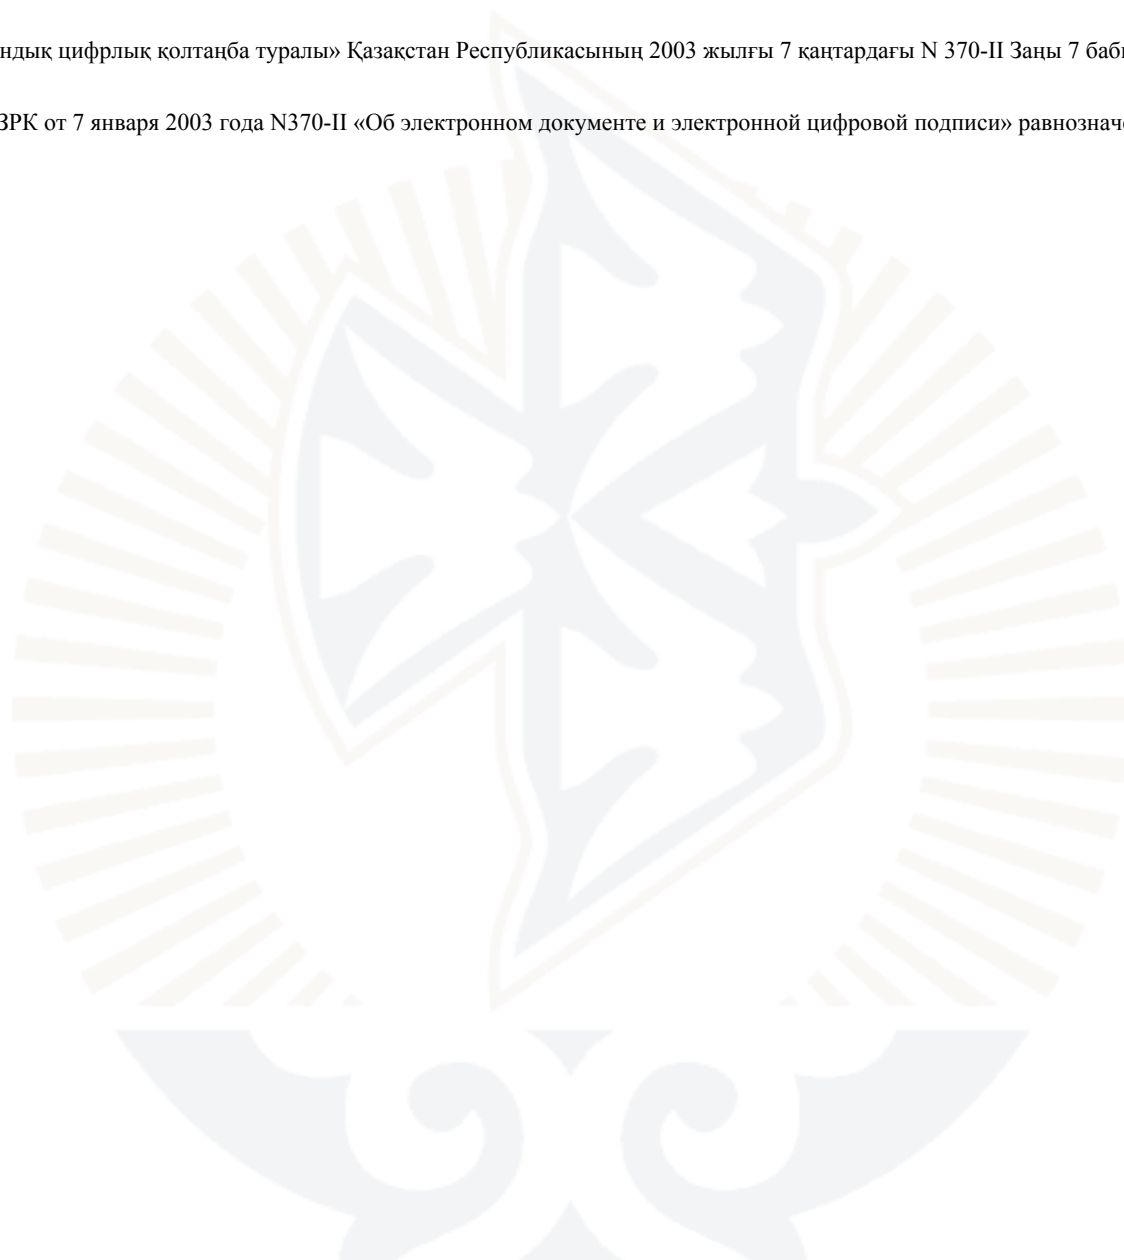 ндық цифрлық қолтаңба туралы» Қазақстан Республикасының 2003 жылғы 7 қаңтардағы N 370-II Заңы 7 баб
ЗРК от 7 января 2003 года N370-II «Об электронном документе и электронной цифровой подписи» равнознач